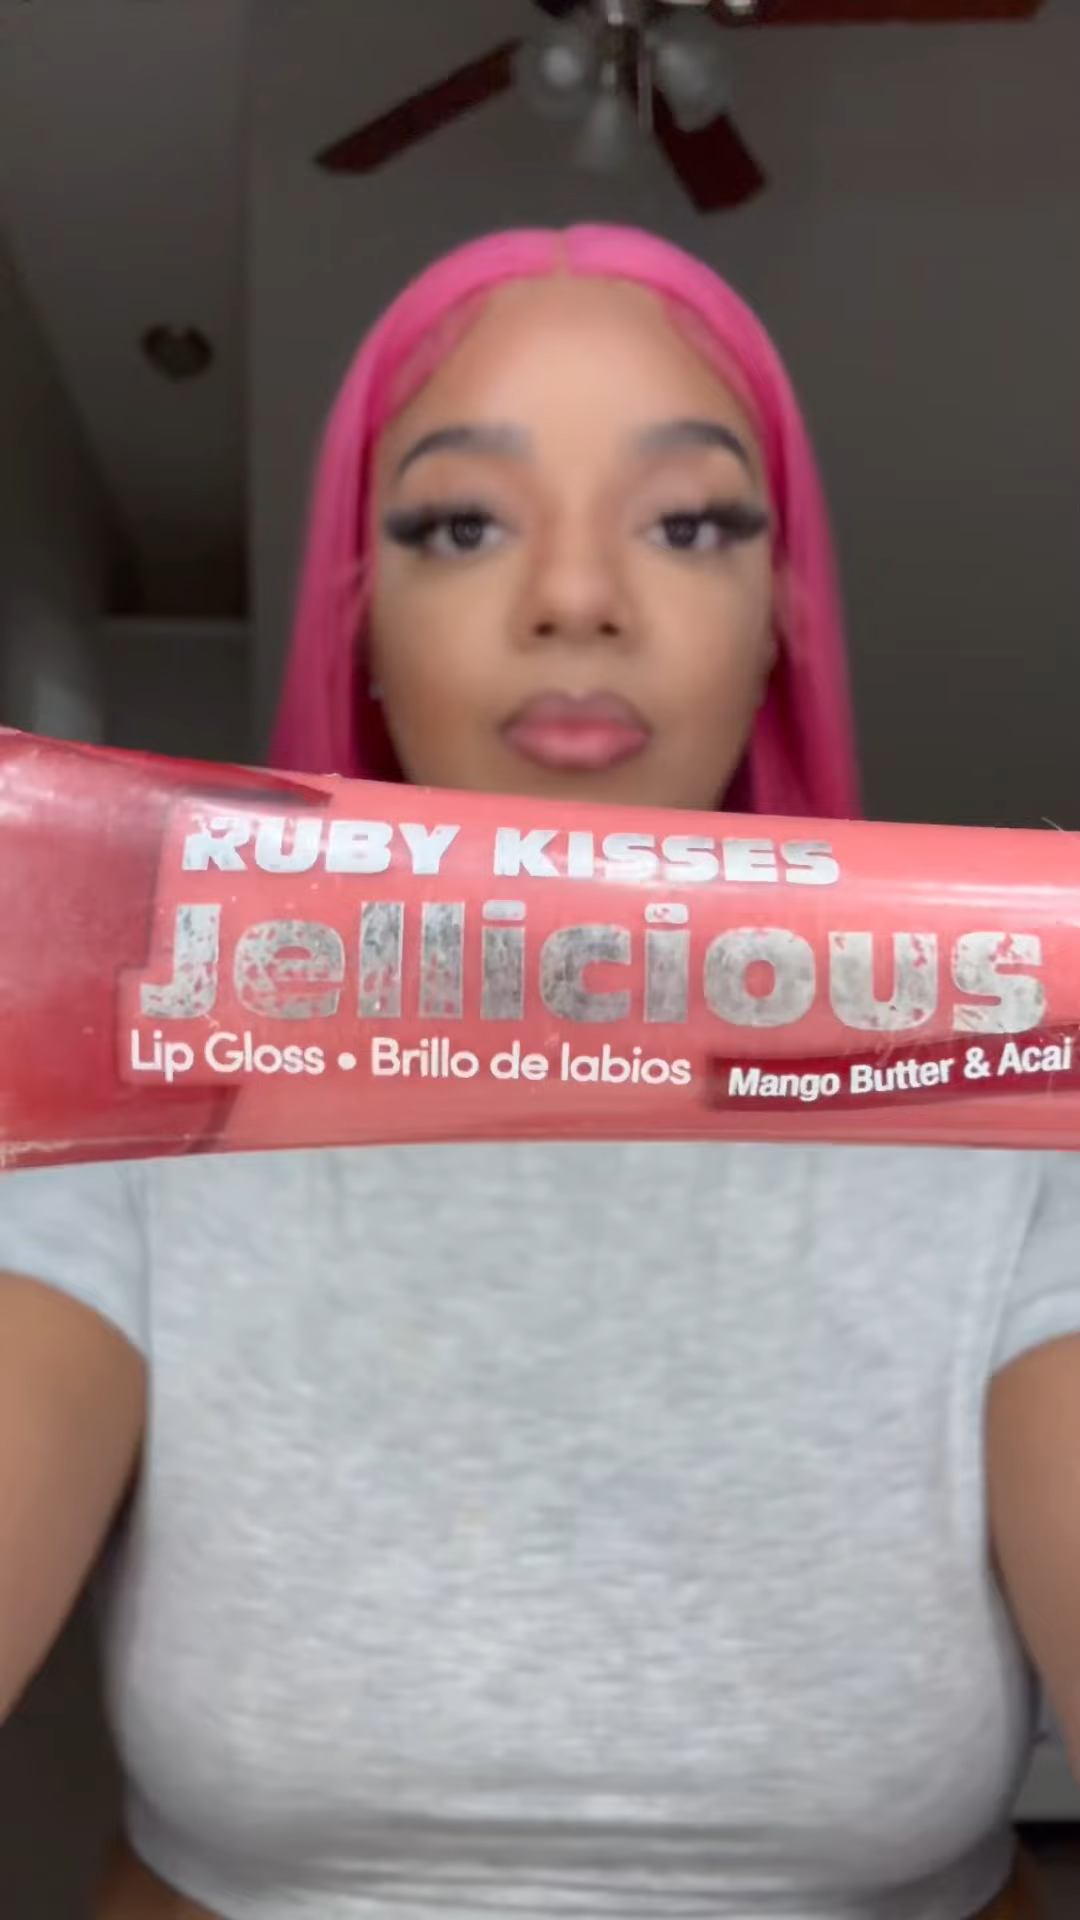 RUBY KISSES
Jellicious
Lip Gloss • Brillo de labios
Mango Butter & Acai